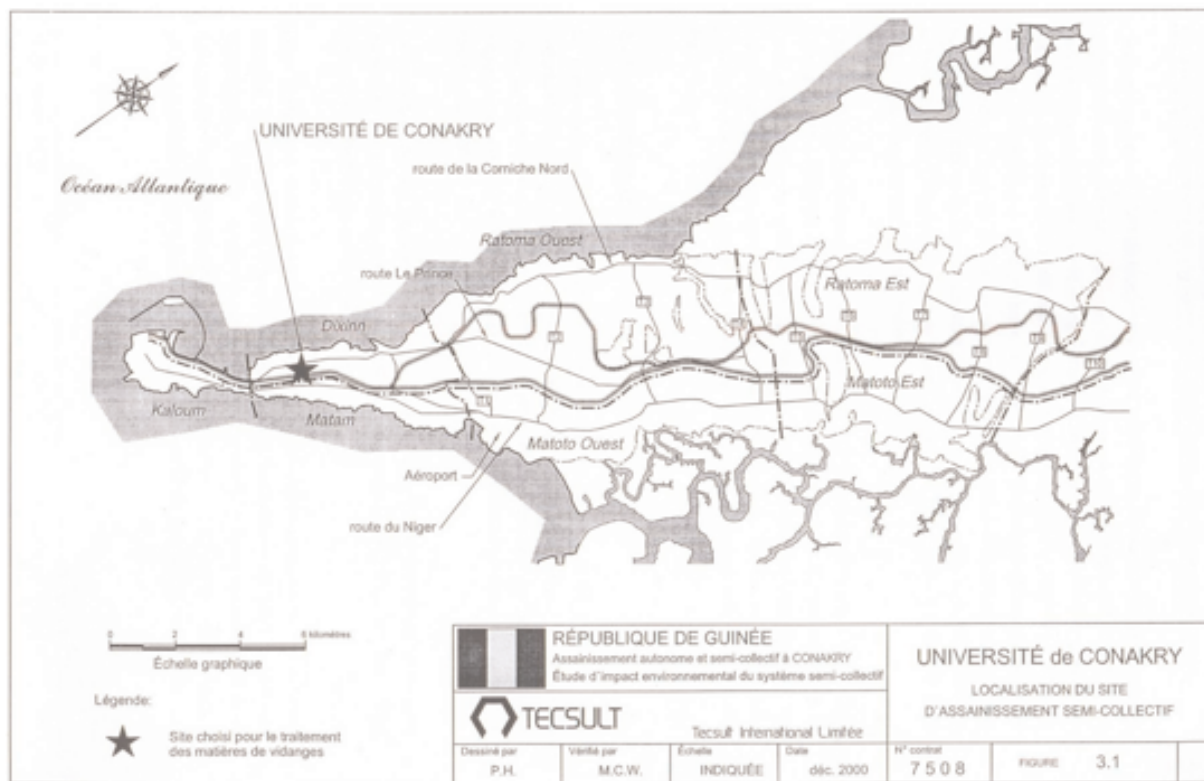 UNIVERSITÉ DE CONAKRY
Océan Atlantique
route de la Corniche Nord
Ratoma Ouest
route Le Prince
Ratoma Est
Dixinn
Kaloum
Matam
Matoto Est
Matoto Ouest
Aéroport
route du Niger
0 2 4 6 kilomètres
Échelle graphique
Légende:
Site choisi pour le traitement
des matières de vidanges
RÉPUBLIQUE DE GUINÉE
Assainissement autonome et semi-collectif à CONAKRY
Étude d'impact environnemental du système semi-collectif
TECSULT
Tecsult International Limitée
Dessiné par
P.H.
Vérifié par
M.C.W.
Échelle
INDIQUÉE
Date
déc. 2000
UNIVERSITÉ de CONAKRY
LOCALISATION DU SITE
D'ASSAINISSEMENT SEMI-COLLECTIF
N° contrat
7508
FIGURE 3.1